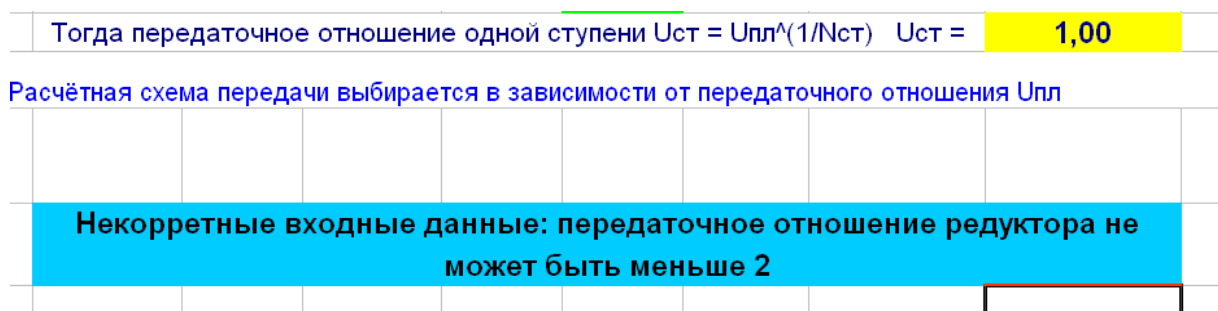 Тогда передаточное отношение одной ступени Uст = Uпл^(1/Nст) Uст = 1,00
Расчётная схема передачи выбирается в зависимости от передаточного отношения Uпл
Некорретные входные данные: передаточное отношение редуктора не
может быть меньше 2